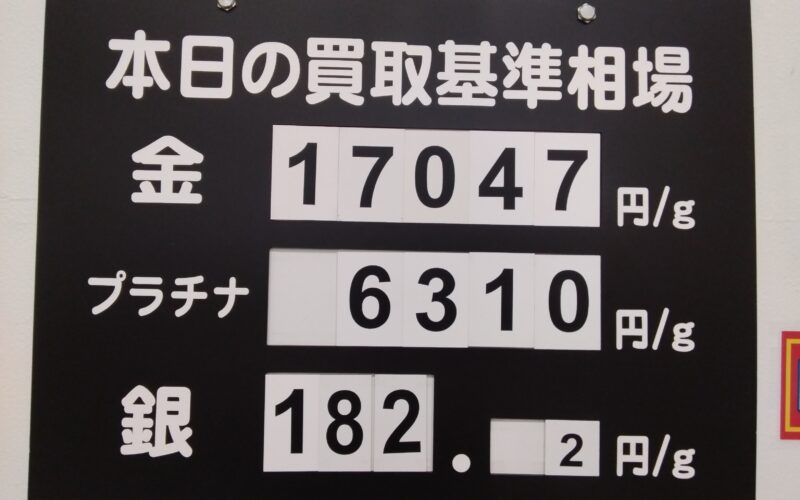 本日の買取基準相場
金 17047 円/g
プラチナ 6310 円/g
銀 182. 2 円/g